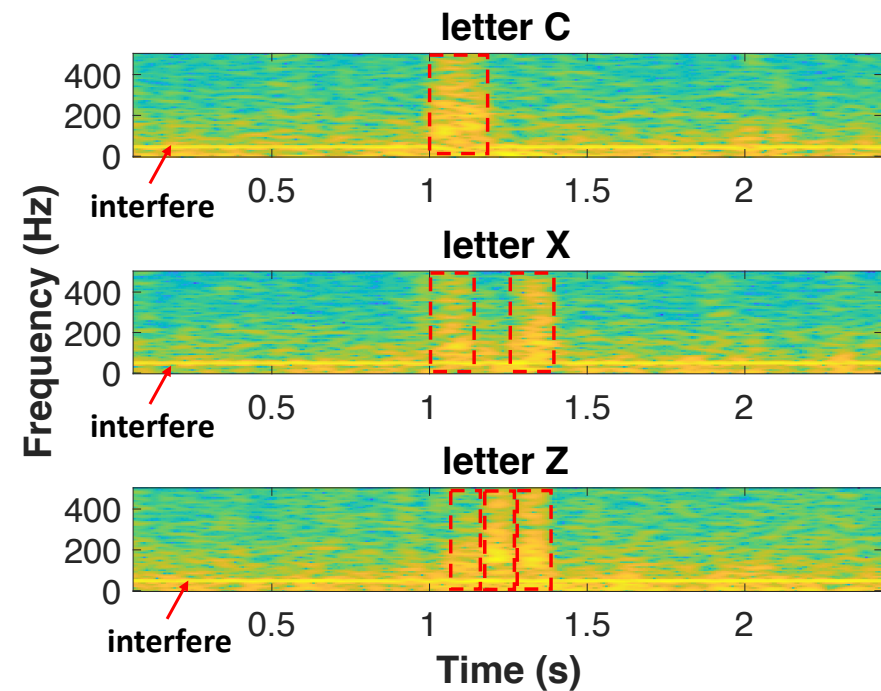 letter C
400
200
0
0.5 1 1.5 2
interfere
letter X
400
200
0
0.5 1 1.5 2
interfere
Frequency (Hz)
letter Z
400
200
0
0.5 1 1.5 2
interfere
Time (s)